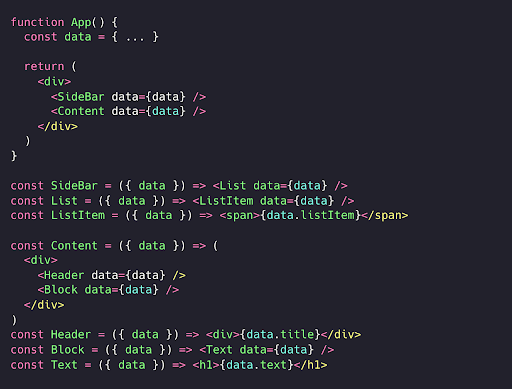 function App() {
  const data = { ... }

  return (
    <div>
      <SideBar data={data} />
      <Content data={data} />
    </div>
  )
}

const SideBar = ({ data }) => <List data={data} />
const List = ({ data }) => <ListItem data={data} />
const ListItem = ({ data }) => <span>{data.listItem}</span>

const Content = ({ data }) => (
  <div>
    <Header data={data} />
    <Block data={data} />
  </div>
)
const Header = ({ data }) => <div>{data.title}</div>
const Block = ({ data }) => <Text data={data} />
const Text = ({ data }) => <h1>{data.text}</h1>